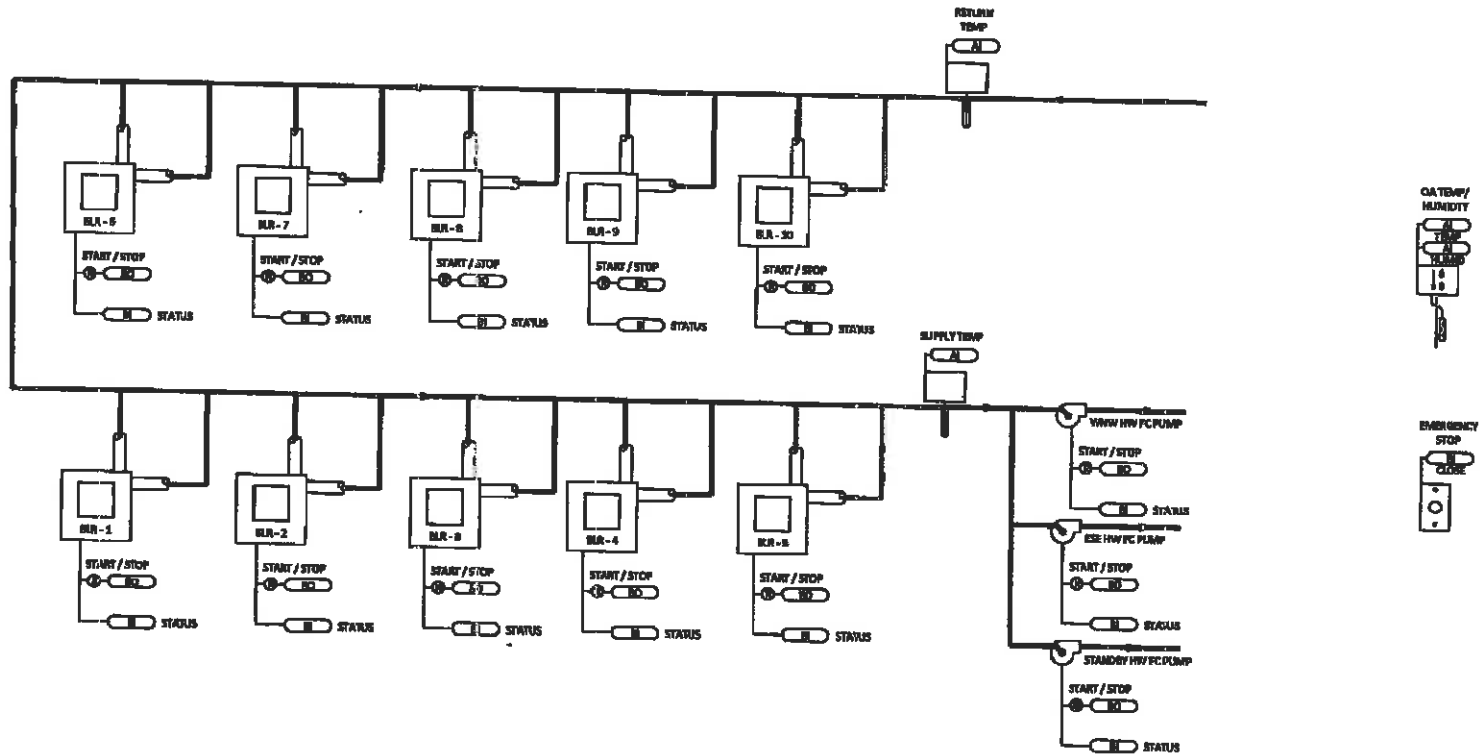 RETURN
TEMP
AI
BLR - 6
BLR - 7
BLR - 8
BLR - 9
BLR - 10
START / STOP
BO
BI STATUS
START / STOP
BO
BI STATUS
START / STOP
BO
BI STATUS
START / STOP
BO
BI STATUS
START / STOP
BO
BI STATUS
OA TEMP/
HUMIDITY
AI
TEMP
AI
HUMID
SUPPLY TEMP
AI
BLR - 1
BLR - 2
BLR - 3
BLR - 4
BLR - 5
START / STOP
BO
BI STATUS
START / STOP
BO
BI STATUS
START / STOP
BO
BI STATUS
START / STOP
BO
BI STATUS
START / STOP
BO
BI STATUS
WNW HW FC PUMP
START / STOP
BO
BI STATUS
ESE HW FC PUMP
START / STOP
BO
BI STATUS
STANDBY HW FC PUMP
START / STOP
BO
BI STATUS
EMERGENCY
STOP
BI
CLOSE